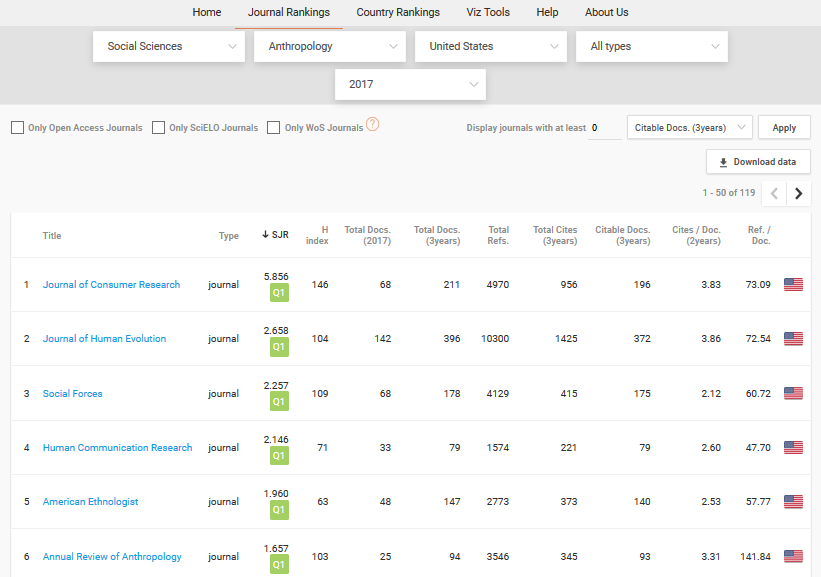 Home Journal Rankings Country Rankings Viz Tools Help About Us
Social Sciences Anthropology United States All types
2017
Only Open Access Journals Only SciELO Journals Only WoS Journals ? Display journals with at least 0 Citable Docs. (3years) Apply
Download data
1 - 50 of 119
Title Type SJR H index Total Docs. (2017) Total Docs. (3years) Total Refs. Total Cites (3years) Citable Docs. (3years) Cites / Doc. (2years) Ref. / Doc.
1 Journal of Consumer Research journal 5.856 Q1 146 68 211 4970 956 196 3.83 73.09
2 Journal of Human Evolution journal 2.658 Q1 104 142 396 10300 1425 372 3.86 72.54
3 Social Forces journal 2.257 Q1 109 68 178 4129 415 175 2.12 60.72
4 Human Communication Research journal 2.146 Q1 71 33 79 1574 221 79 2.60 47.70
5 American Ethnologist journal 1.960 Q1 63 48 147 2773 373 140 2.53 57.77
6 Annual Review of Anthropology journal 1.657 Q1 103 25 94 3546 345 93 3.31 141.84